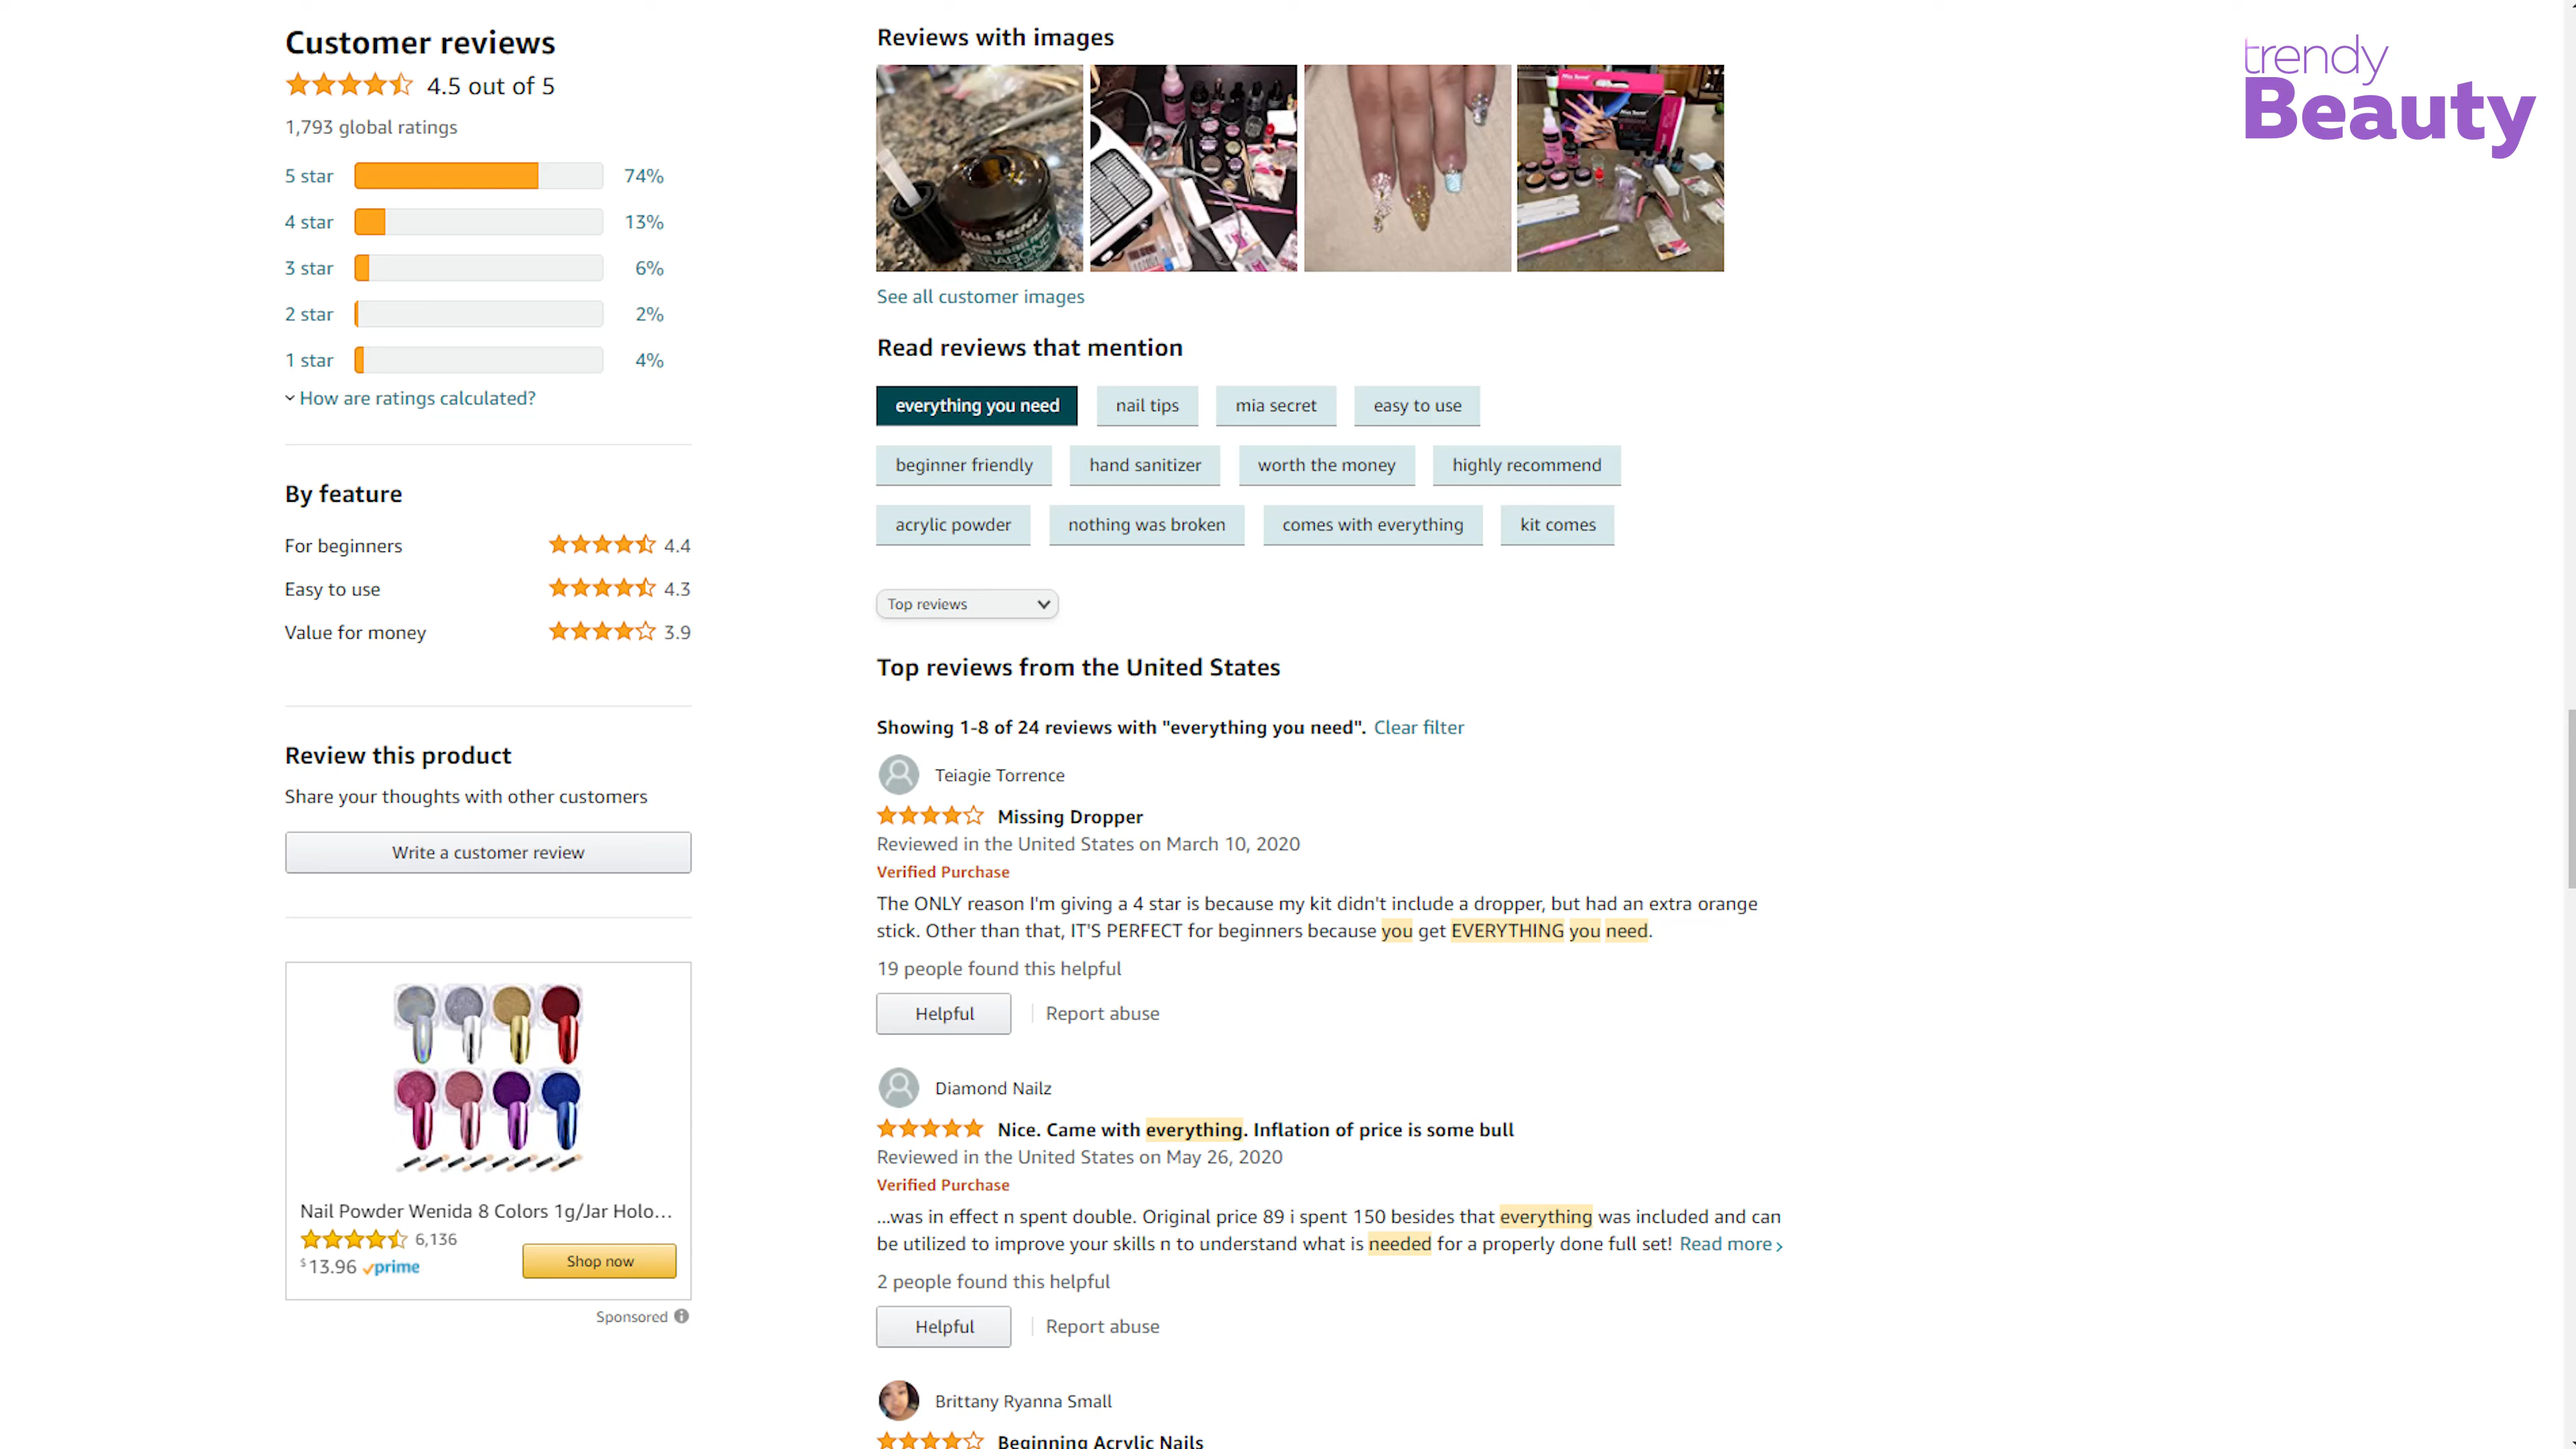 Customer reviews
4.5 out of 5
1,793 global ratings
5 star 74%
4 star 13%
3 star 6%
2 star 2%
1 star 4%
How are ratings calculated?
By feature
For beginners 4.4
Easy to use 4.3
Value for money 3.9
Review this product
Share your thoughts with other customers
Write a customer review
Nail Powder Wenida 8 Colors 1g/Jar Holo...
6,136
$13.96 prime
Shop now
Sponsored
Reviews with images
Mia Secret
See all customer images
Read reviews that mention
everything you need nail tips mia secret easy to use
beginner friendly hand sanitizer worth the money highly recommend
acrylic powder nothing was broken comes with everything kit comes
Top reviews
Top reviews from the United States
Showing 1-8 of 24 reviews with "everything you need". Clear filter
Teiagie Torrence
Missing Dropper
Reviewed in the United States on March 10, 2020
Verified Purchase
The ONLY reason I'm giving a 4 star is because my kit didn't include a dropper, but had an extra orange
stick. Other than that, IT'S PERFECT for beginners because you get EVERYTHING you need.
19 people found this helpful
Helpful Report abuse
Diamond Nailz
Nice. Came with everything. Inflation of price is some bull
Reviewed in the United States on May 26, 2020
Verified Purchase
...was in effect n spent double. Original price 89 i spent 150 besides that everything was included and can
be utilized to improve your skills n to understand what is needed for a properly done full set! Read more
2 people found this helpful
Helpful Report abuse
Brittany Ryanna Small
Beginning Acrylic Nails
trendy
Beauty